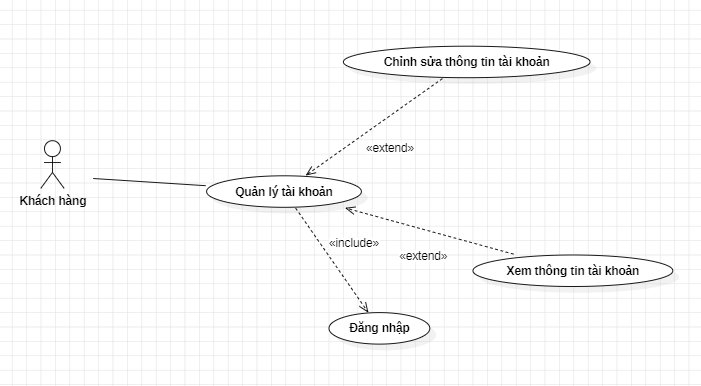 Chỉnh sửa thông tin tài khoản
«extend»
Khách hàng
Quản lý tài khoản
«include»
«extend»
Xem thông tin tài khoản
Đăng nhập